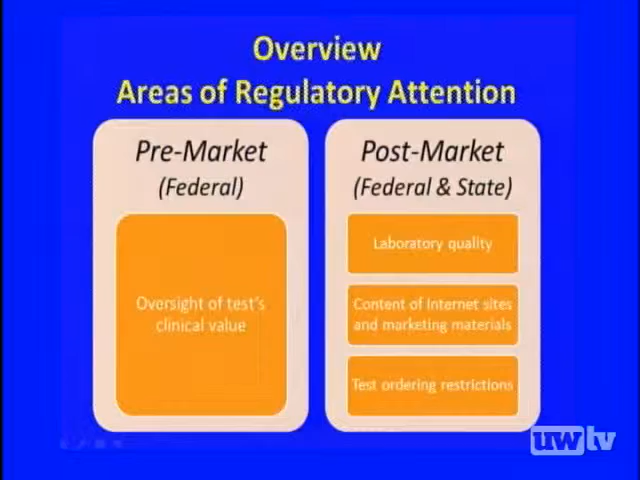 Overview
Areas of Regulatory Attention
Pre-Market
(Federal)
Oversight of test's
clinical value
Post-Market
(Federal & State)
Laboratory quality
Content of Internet sites
and marketing materials
Test ordering restrictions
uwtv